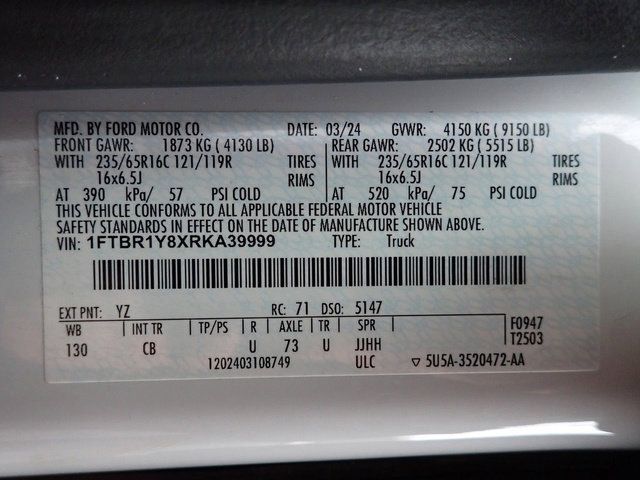 MFD. BY FORD MOTOR CO. DATE: 03/24 GVWR: 4150 KG ( 9150 LB)
FRONT GAWR: 1873 KG ( 4130 LB) REAR GAWR: 2502 KG ( 5515 LB)
WITH 235/65R16C 121/119R TIRES WITH 235/65R16C 121/119R TIRES
16x6.5J RIMS 16x6.5J RIMS
AT 390 kPa/ 57 PSI COLD AT 520 kPa/ 75 PSI COLD
THIS VEHICLE CONFORMS TO ALL APPLICABLE FEDERAL MOTOR VEHICLE
SAFETY STANDARDS IN EFFECT ON THE DATE OF MANUFACTURE SHOWN ABOVE.
VIN: 1FTBR1Y8XRKA39999 TYPE: Truck
EXT PNT: YZ RC: 71 DSO: 5147
WB INT TR TP/PS R AXLE TR SPR F0947
130 CB U 73 U JJHH T2503
1202403108749 ULC ▽ 5U5A-3520472-AA